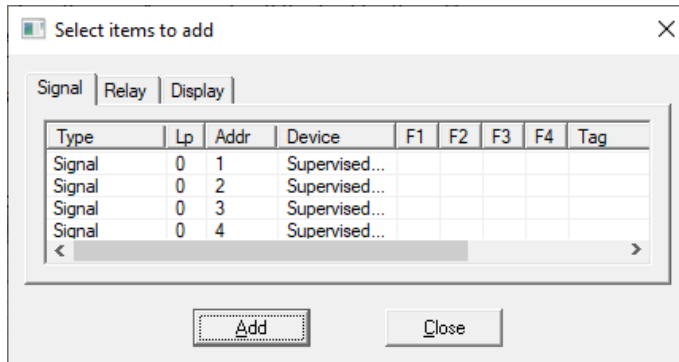 Select items to add
Signal Relay Display
Type Lp Addr Device F1 F2 F3 F4 Tag
Signal 0 1 Supervised...
Signal 0 2 Supervised...
Signal 0 3 Supervised...
Signal 0 4 Supervised...
Add Close